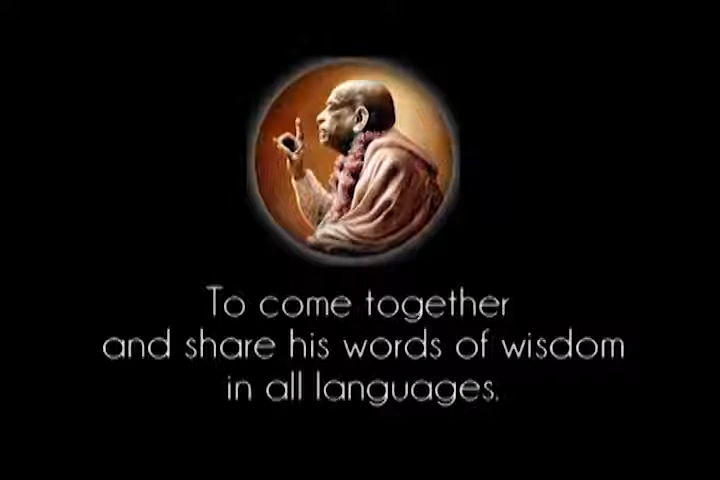 To come together
and share his words of wisdom
in all languages.